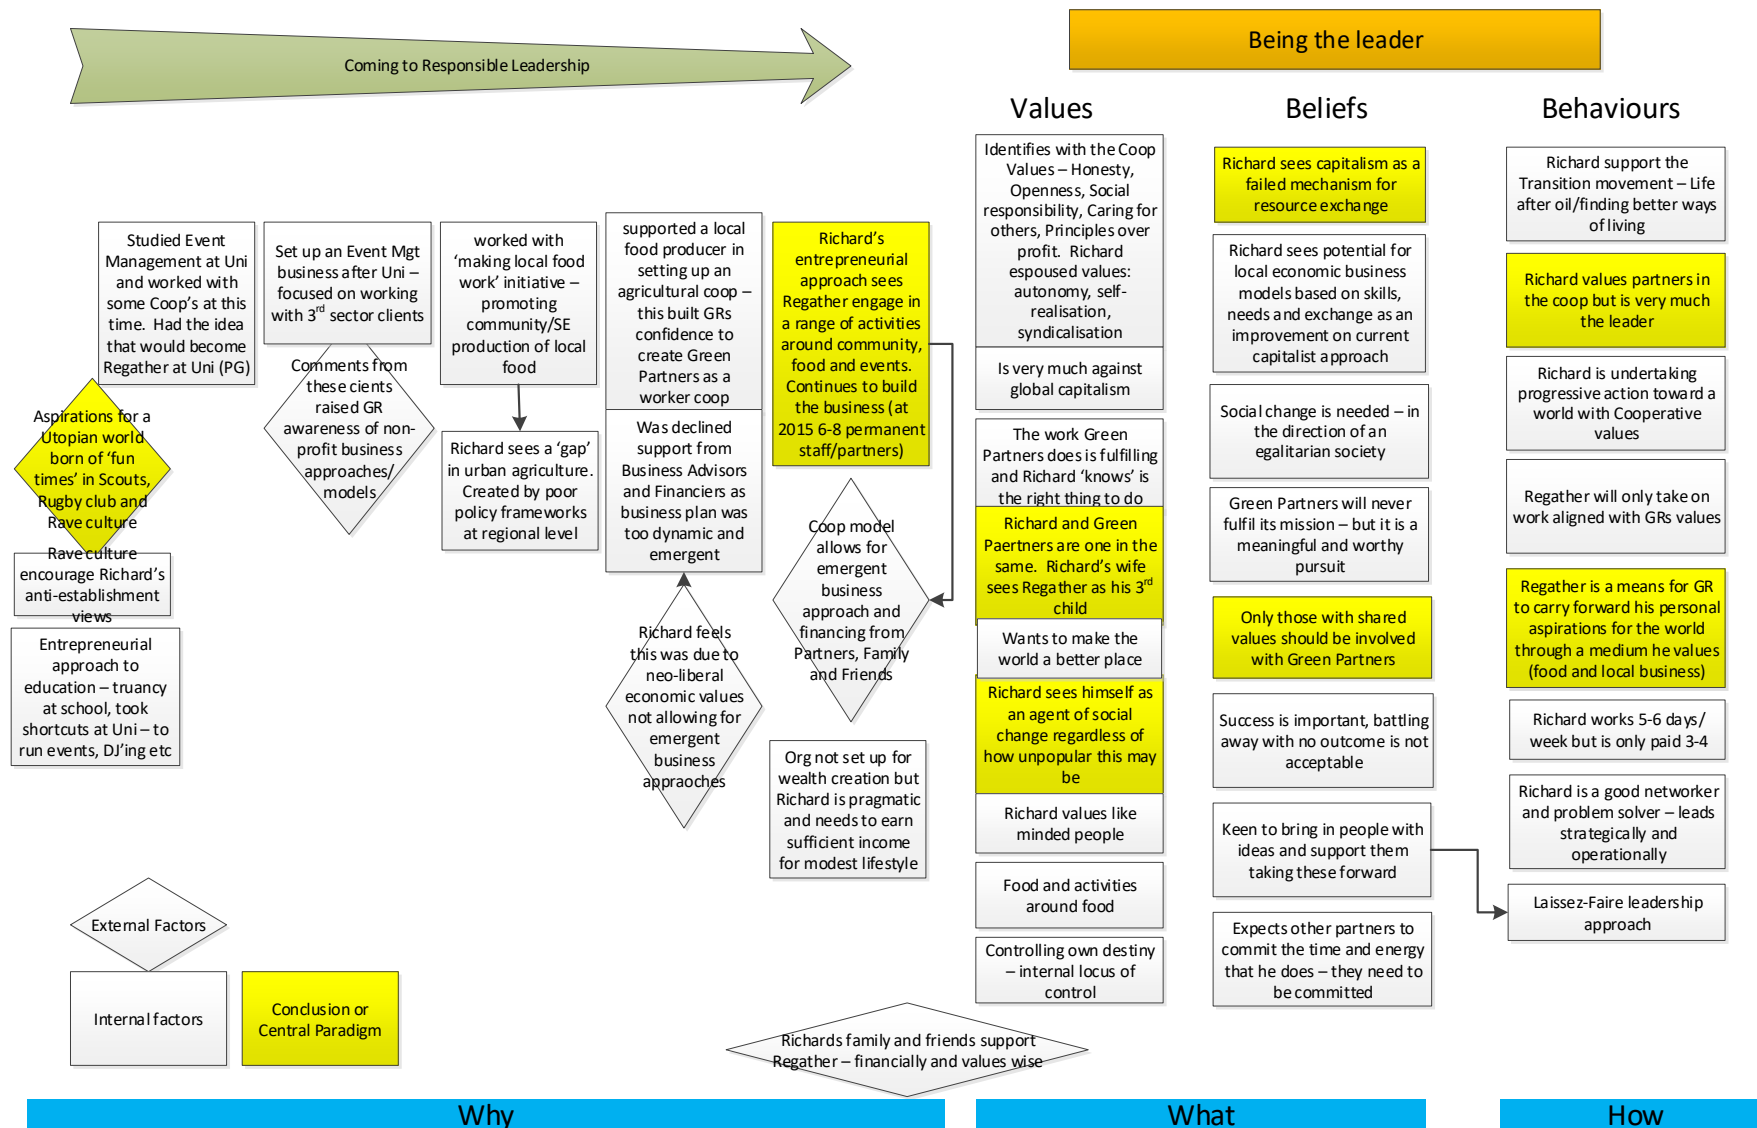 Coming to Responsible Leadership
Being the leader
Values
Beliefs
Behaviours
Studied Event
Management at Uni
and worked with
some Coop's at this
time. Had the idea
that would become
Regather at Uni (PG)
Aspirations for a
Utopian world
born of 'fun
times' in Scouts,
Rugby club and
Rave culture
Rave culture
encourage Richard's
anti-establishment
views
Entrepreneurial
approach to
education – truancy
at school, took
shortcuts at Uni – to
run events, DJ'ing etc
Set up an Event Mgt
business after Uni –
focused on working
with 3rd sector clients
Comments from
these cients
raised GR
awareness of non-
profit business
approaches/
models
worked with
'making local food
work' initiative –
promoting
community/SE
production of local
food
Richard sees a 'gap'
in urban agriculture.
Created by poor
policy frameworks
at regional level
supported a local
food producer in
setting up an
agricultural coop –
this built GRs
confidence to
create Green
Partners as a
worker coop
Was declined
support from
Business Advisors
and Financiers as
business plan was
too dynamic and
emergent
Richard feels
this was due to
neo-liberal
economic values
not allowing for
emergent
business
appraoches
Richard's
entrepreneurial
approach sees
Regather engage in
a range of activities
around community,
food and events.
Continues to build
the business (at
2015 6-8 permanent
staff/partners)
Coop model
allows for
emergent
business
approach and
financing from
Partners, Family
and Friends
Org not set up for
wealth creation but
Richard is pragmatic
and needs to earn
sufficient income
for modest lifestyle
Identifies with the Coop
Values – Honesty,
Openness, Social
responsibility, Caring for
others, Principles over
profit. Richard
espoused values:
autonomy, self-
realisation,
syndicalisation
Is very much against
global capitalism
The work Green
Partners does is fulfilling
and Richard 'knows' is
the right thing to do
Richard and Green
Paertners are one in the
same. Richard's wife
sees Regather as his 3rd
child
Wants to make the
world a better place
Richard sees himself as
an agent of social
change regardless of
how unpopular this may
be
Richard values like
minded people
Food and activities
around food
Controlling own destiny
– internal locus of
control
Richard sees capitalism as a
failed mechanism for
resource exchange
Richard sees potential for
local economic business
models based on skills,
needs and exchange as an
improvement on current
capitalist approach
Social change is needed – in
the direction of an
egalitarian society
Green Partners will never
fulfil its mission – but it is a
meaningful and worthy
pursuit
Only those with shared
values should be involved
with Green Partners
Success is important, battling
away with no outcome is not
acceptable
Keen to bring in people with
ideas and support them
taking these forward
Expects other partners to
commit the time and energy
that he does – they need to
be committed
Richard support the
Transition movement – Life
after oil/finding better ways
of living
Richard values partners in
the coop but is very much
the leader
Richard is undertaking
progressive action toward a
world with Cooperative
values
Regather will only take on
work aligned with GRs values
Regather is a means for GR
to carry forward his personal
aspirations for the world
through a medium he values
(food and local business)
Richard works 5-6 days/
week but is only paid 3-4
Richard is a good networker
and problem solver – leads
strategically and
operationally
Laissez-Faire leadership
approach
External Factors
Internal factors
Conclusion or
Central Paradigm
Richards family and friends support
Regather – financially and values wise
Why
What
How